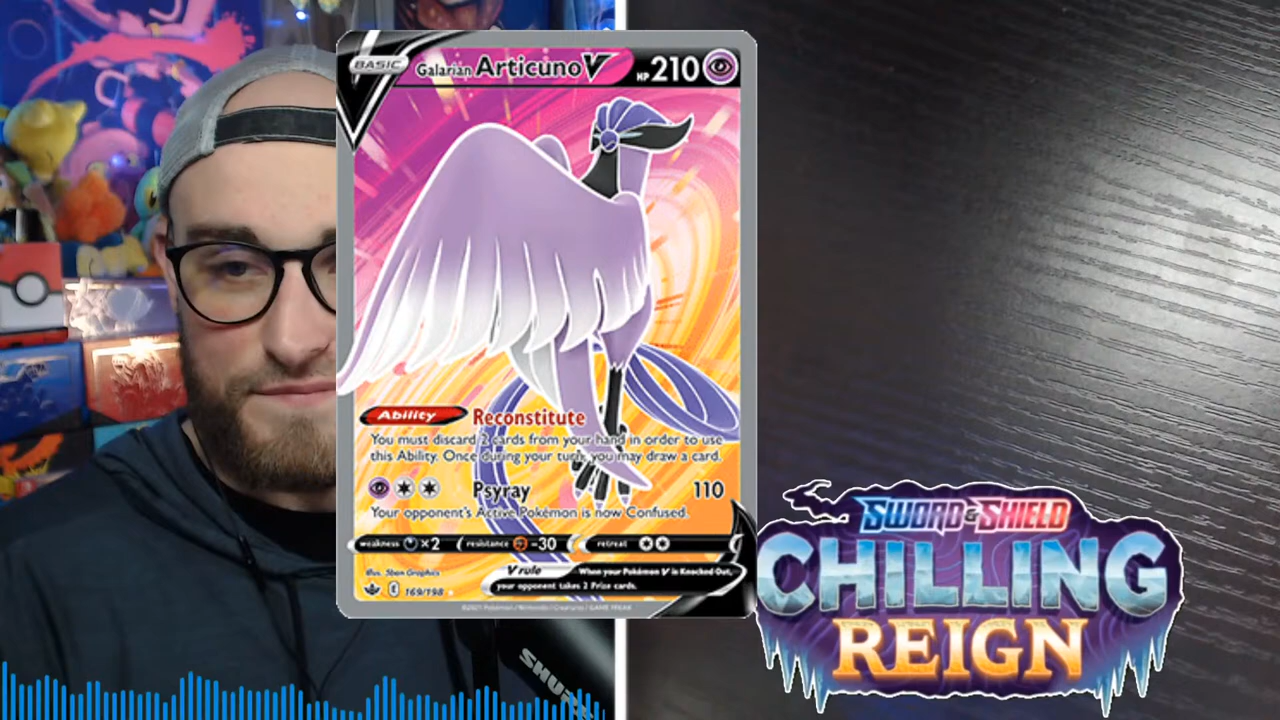 BASIC
Galarian Articuno V HP 210
Ability Reconstitute
You must discard 2 cards from your hand in order to use
this Ability. Once during your turn, you may draw a card.
Psyray 110
Your opponent's Active Pokémon is now Confused.
weakness ×2 resistance -30 retreat
V rule When your Pokémon V is Knocked Out,
your opponent takes 2 Prize cards.
Illus. 5ban Graphics
E 169/198
©2021 Pokémon / Nintendo / Creatures / GAME FREAK
SWORD & SHIELD
CHILLING
REIGN
SHURE